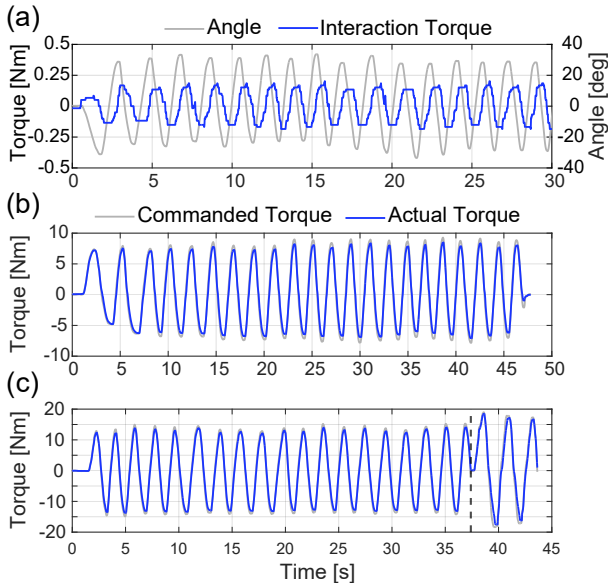 (a)
Angle Interaction Torque
Torque [Nm]
0.5
0.25
0
-0.25
-0.5
40
20
0
-20
-40
Angle [deg]
0 5 10 15 20 25 30
(b)
Commanded Torque Actual Torque
Torque [Nm]
10
5
0
-5
-10
0 5 10 15 20 25 30 35 40 45 50
(c)
Torque [Nm]
20
10
0
-10
-20
0 5 10 15 20 25 30 35 40 45
Time [s]